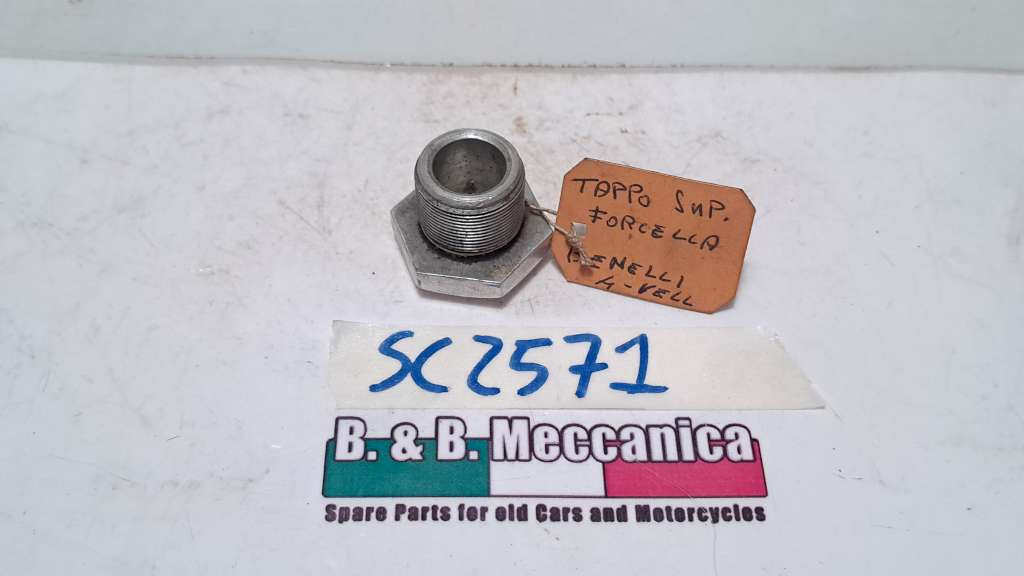 TAPPO SUP.
FORCELLA
BENELLI
4-VELL
SC2571
B. & B. Meccanica
Spare Parts for old Cars and Motorcycles